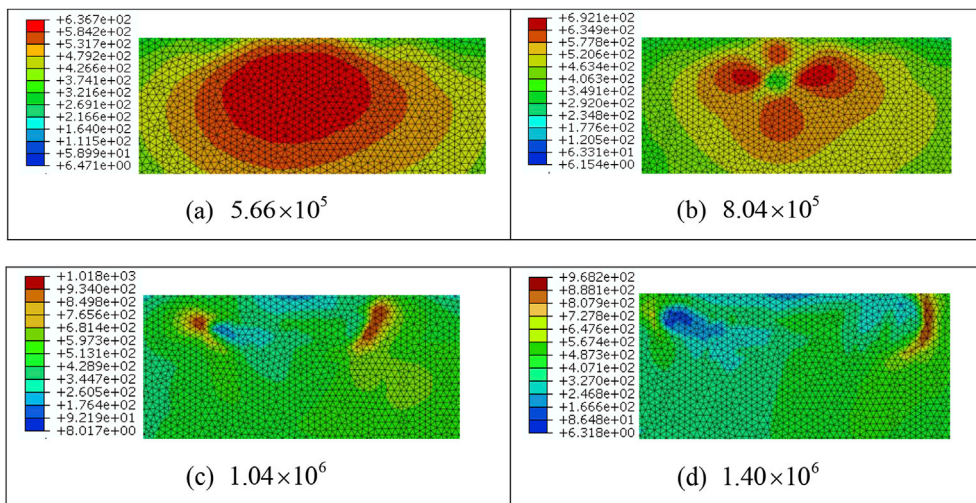 +6.367e+02
+5.842e+02
+5.317e+02
+4.792e+02
+4.266e+02
+3.741e+02
+3.216e+02
+2.691e+02
+2.166e+02
+1.640e+02
+1.115e+02
+5.899e+01
+6.471e+00
(a) 5.66×10⁵
+6.921e+02
+6.349e+02
+5.778e+02
+5.206e+02
+4.634e+02
+4.063e+02
+3.491e+02
+2.920e+02
+2.348e+02
+1.776e+02
+1.205e+02
+6.331e+01
+6.154e+00
(b) 8.04×10⁵
+1.018e+03
+9.340e+02
+8.498e+02
+7.656e+02
+6.814e+02
+5.973e+02
+5.131e+02
+4.289e+02
+3.447e+02
+2.605e+02
+1.764e+02
+9.219e+01
+8.017e+00
(c) 1.04×10⁶
+9.682e+02
+8.881e+02
+8.079e+02
+7.278e+02
+6.476e+02
+5.674e+02
+4.873e+02
+4.071e+02
+3.270e+02
+2.468e+02
+1.666e+02
+8.648e+01
+6.318e+00
(d) 1.40×10⁶